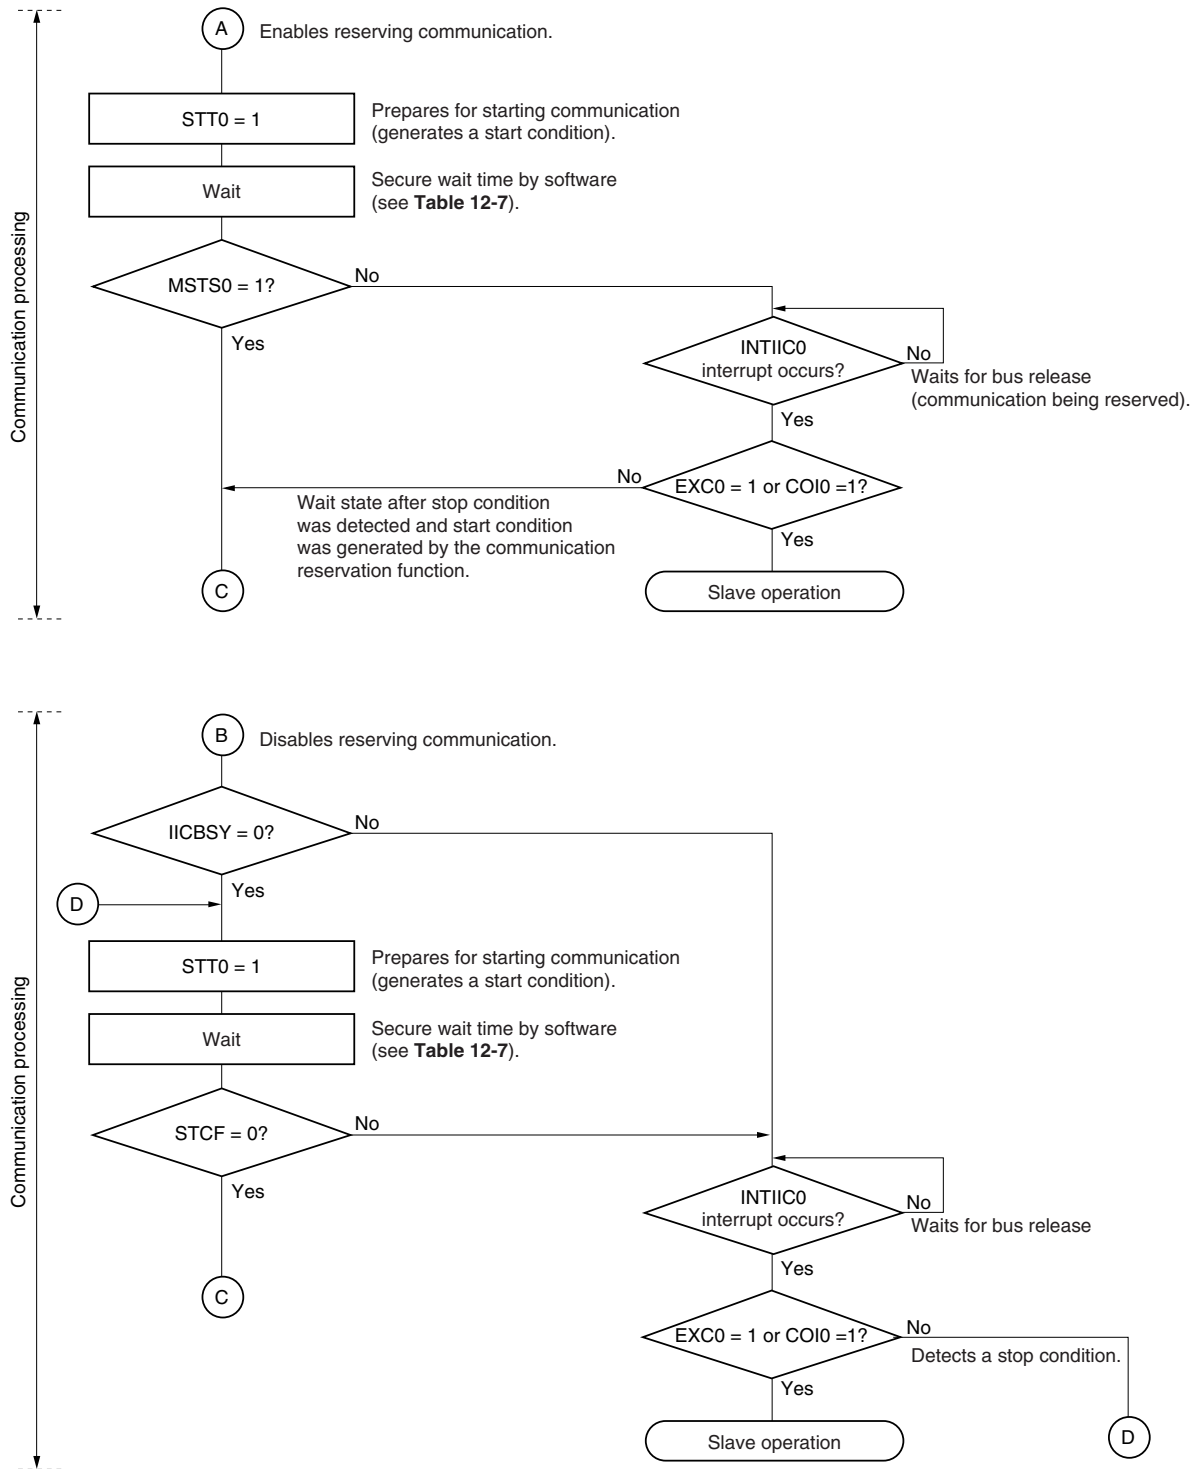 A
Enables reserving communication.
STT0 = 1
Prepares for starting communication
(generates a start condition).
Wait
Secure wait time by software
(see Table 12-7).
MSTS0 = 1?
No
Yes
INTIIC0
interrupt occurs?
No
Waits for bus release
(communication being reserved).
Yes
EXC0 = 1 or COI0 =1?
No
Wait state after stop condition
was detected and start condition
was generated by the communication
reservation function.
Yes
C
Slave operation
Communication processing
B
Disables reserving communication.
IICBSY = 0?
No
Yes
D
STT0 = 1
Prepares for starting communication
(generates a start condition).
Wait
Secure wait time by software
(see Table 12-7).
STCF = 0?
No
Yes
INTIIC0
interrupt occurs?
No
Waits for bus release
Yes
C
EXC0 = 1 or COI0 =1?
No
Detects a stop condition.
Yes
Slave operation
D
Communication processing